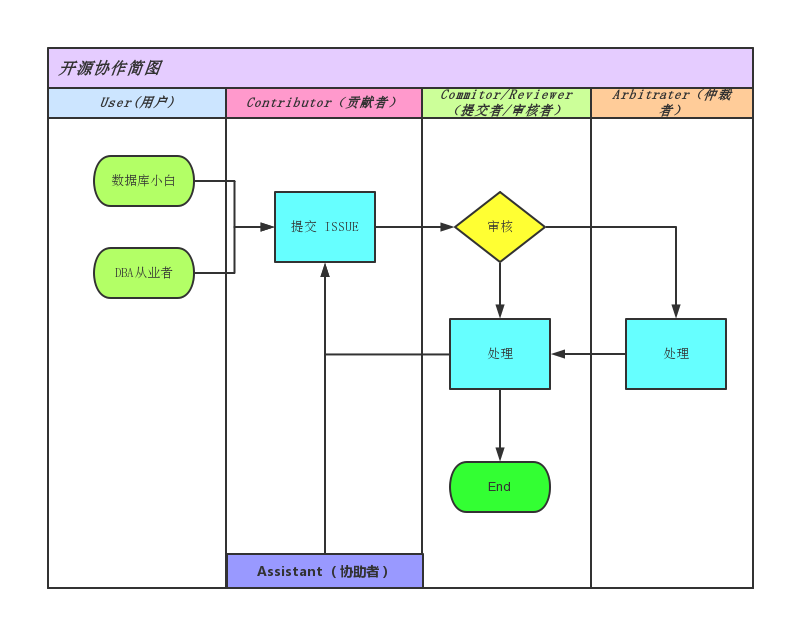 开源协作简图
User(用户)
Contributor（贡献者）
Commitor/Reviewer
（提交者/审核者）
Arbitrater（仲裁
者）
数据库小白
提交 ISSUE
审核
DBA从业者
处理
处理
End
Assistant（协助者）